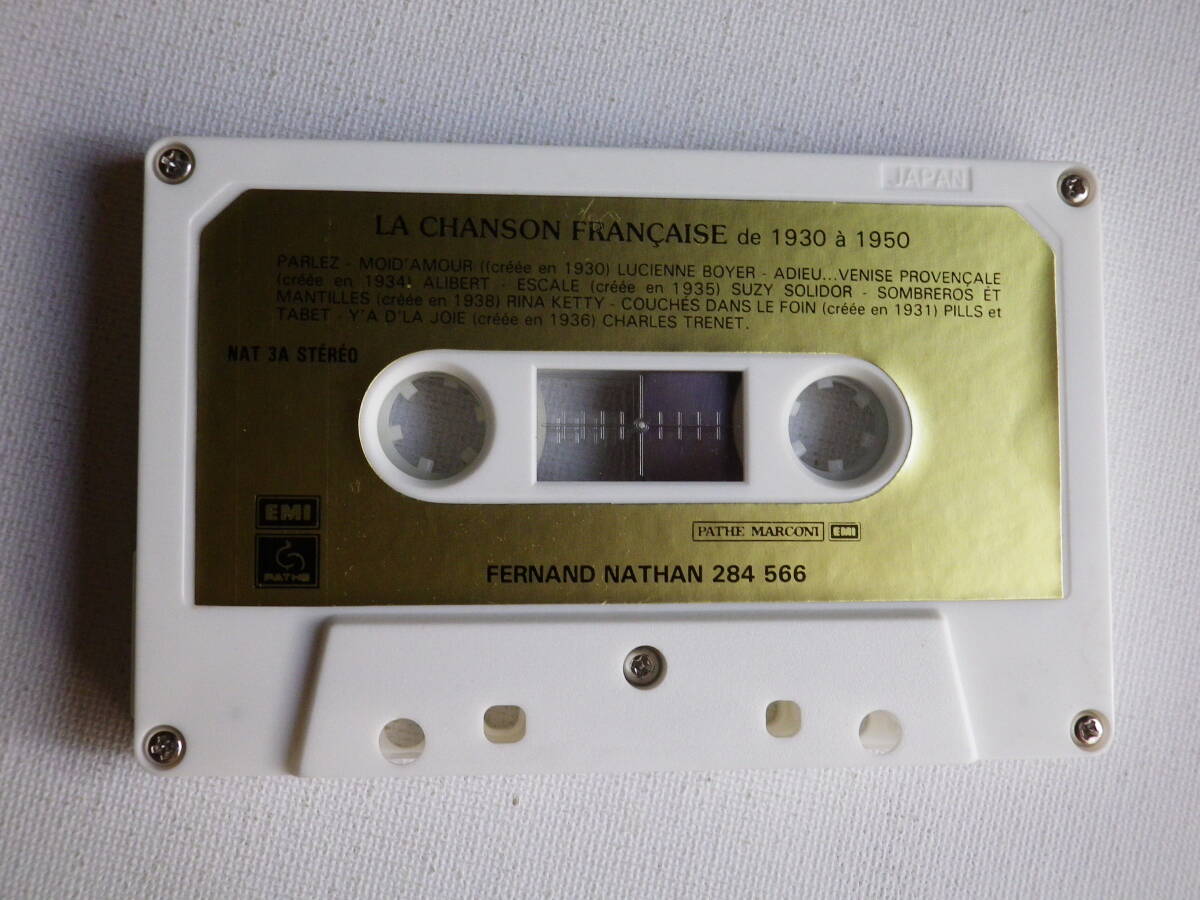 JAPAN
LA CHANSON FRANÇAISE de 1930 à 1950
PARLEZ - MOID'AMOUR ((créée en 1930) LUCIENNE BOYER - ADIEU...VENISE PROVENÇALE
(créée en 1934) ALIBERT - ESCALE (créée en 1935) SUZY SOLIDOR - SOMBREROS ET
MANTILLES (créée en 1938) RINA KETTY - COUCHÉS DANS LE FOIN (créée en 1931) PILLS et
TABET - Y'A D'LA JOIE (créée en 1936) CHARLES TRENET.
NAT 3A STÉRÉO
EMI
PATHE
PATHE MARCONI EMI
FERNAND NATHAN 284 566